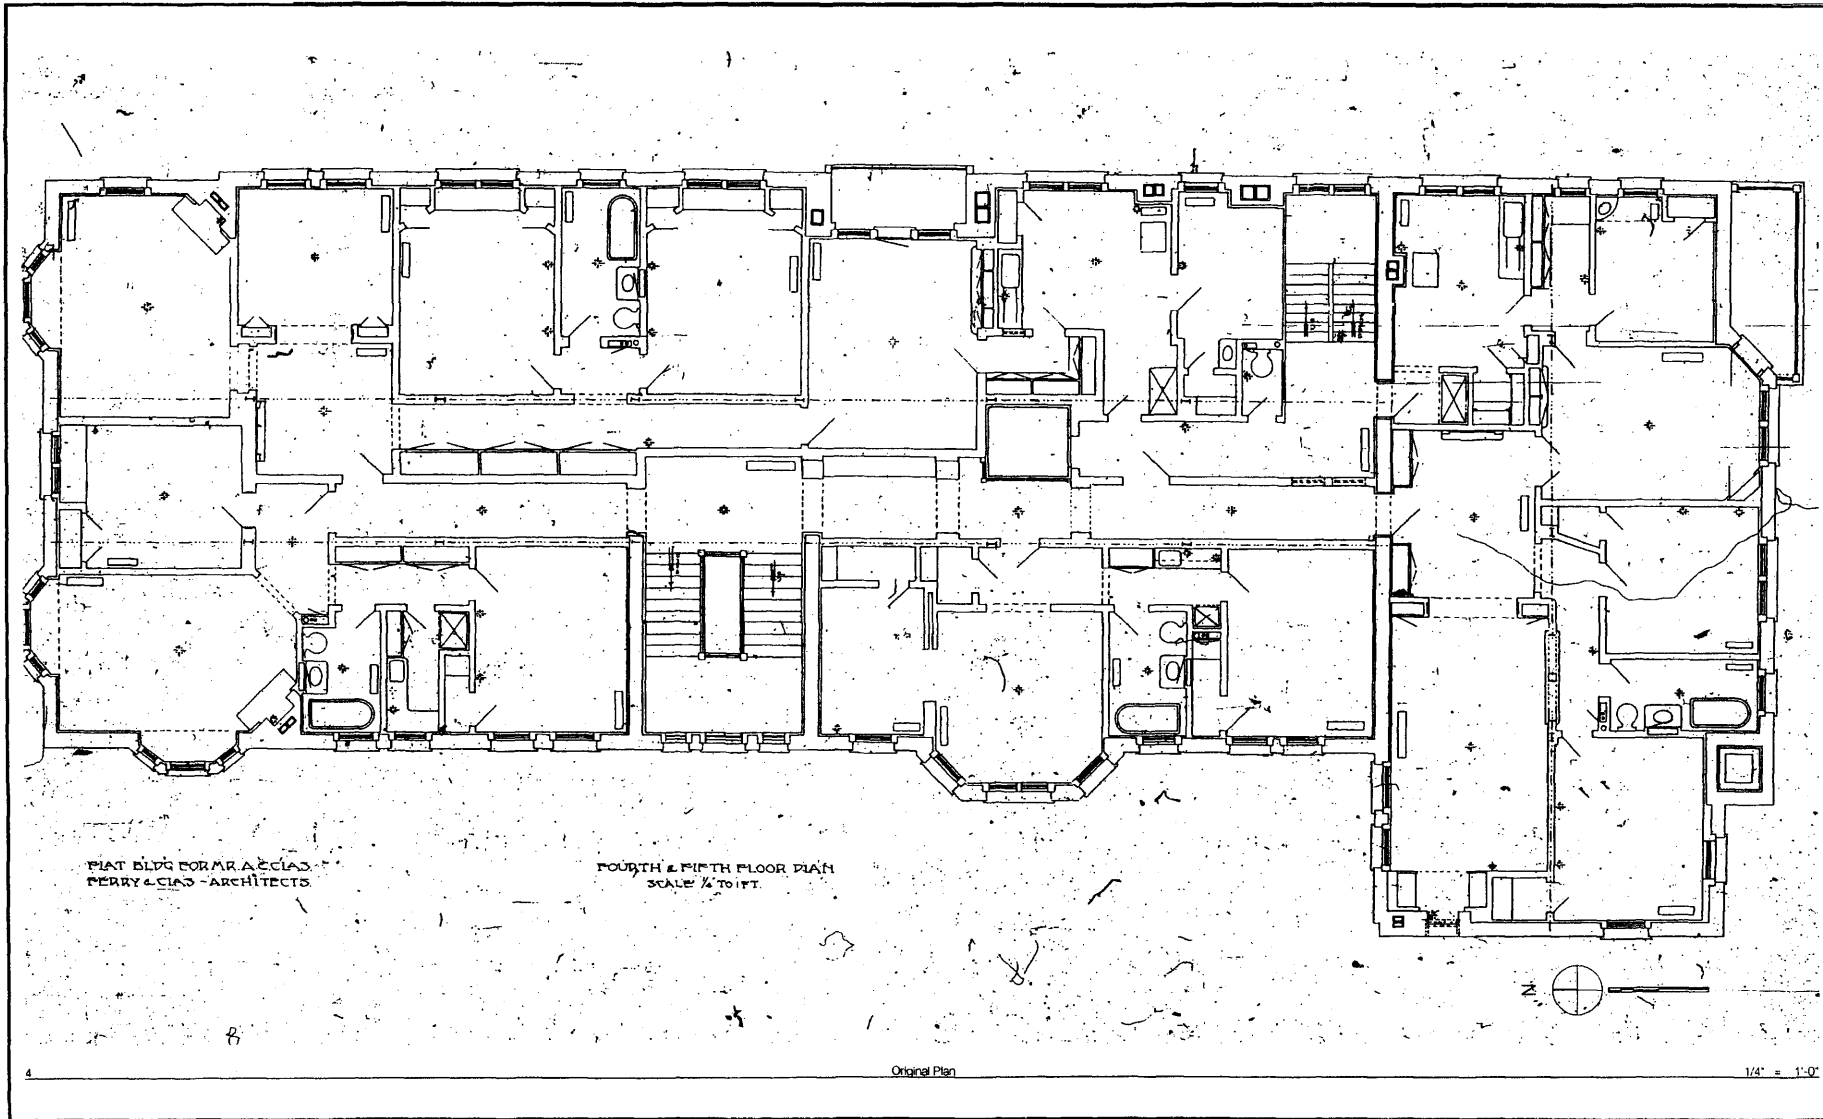 FLAT BLDG FOR MR. A. C. CLAS.
FERRY & CLAS - ARCHITECTS.
FOURTH & FIFTH FLOOR PLAN
SCALE 1/4 TO 1 FT.
N
4
Original Plan
1/4" = 1'-0"